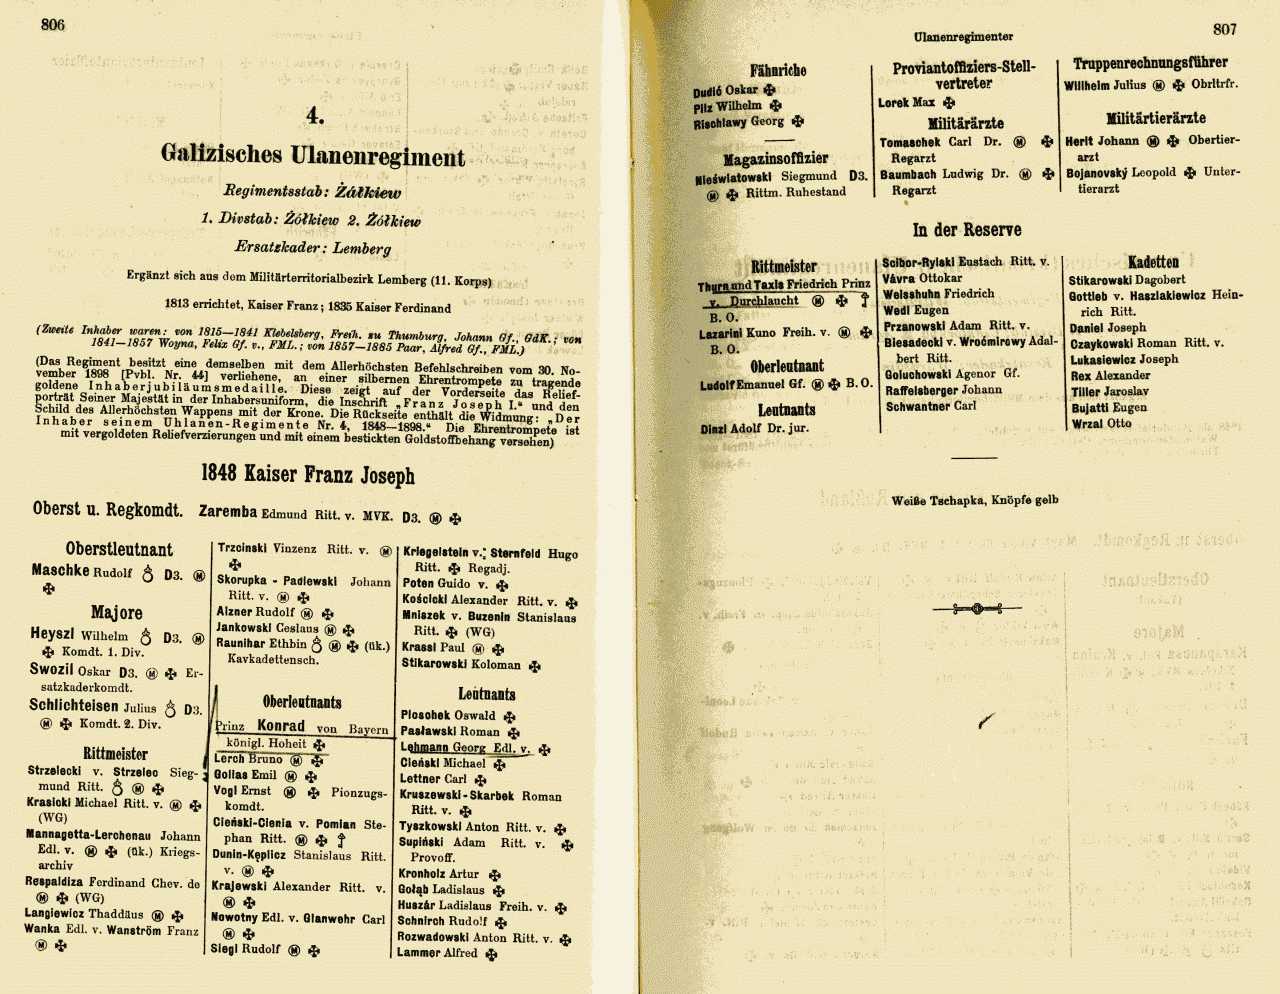 806
4.
Galizisches Ulanenregiment
Regimentsstab: Żółkiew
1. Divstab: Żółkiew 2. Żółkiew
Ersatzkader: Lemberg
Ergänzt sich aus dem Militärterritorialbezirk Lemberg (11. Korps)
1813 errichtet, Kaiser Franz; 1835 Kaiser Ferdinand
(Zweite Inhaber waren: von 1815—1841 Klebelsberg, Freih. zu Thumburg, Johann Gf., GdK.; von
1841—1857 Woyna, Felix Gf. v., FML.; von 1857—1885 Paar, Alfred Gf., FML.)
(Das Regiment besitzt eine demselben mit dem Allerhöchsten Befehlschreiben vom 30. No-
vember 1898 [Pvbl. Nr. 44] verliehene, an einer silbernen Ehrentrompete zu tragende
goldene Inhaberjubiläumsmedaille. Diese zeigt auf der Vorderseite das Relief-
porträt Seiner Majestät in der Inhabersuniform, die Inschrift „Franz Joseph I.“ und den
Schild des Allerhöchsten Wappens mit der Krone. Die Rückseite enthält die Widmung: „Der
Inhaber seinem Uhlanen-Regimente Nr. 4, 1848—1898.“ Die Ehrentrompete ist
mit vergoldeten Reliefverzierungen und mit einem bestickten Goldstoffbehang versehen)
1848 Kaiser Franz Joseph
Oberst u. Regkomdt. Zaremba Edmund Ritt. v. MVK. D3. Ⓜ ✠
Oberstleutnant
Maschke Rudolf D3. Ⓜ
✠
Majore
Heyszl Wilhelm D3. Ⓜ
✠ Komdt. 1. Div.
Swozil Oskar D3. Ⓜ ✠ Er-
satzkaderkomdt.
Schlichteisen Julius D3.
Ⓜ ✠ Komdt. 2. Div.
Rittmeister
Strzelecki v. Strzelec Sieg-
mund Ritt. Ⓜ ✠
Krasicki Michael Ritt. v. Ⓜ ✠
(WG)
Mannagetta-Lerchenau Johann
Edl. v. Ⓜ ✠ (ük.) Kriegs-
archiv
Respaldiza Ferdinand Chev. de
Ⓜ ✠ (WG)
Langiewicz Thaddäus Ⓜ ✠
Wanka Edl. v. Wanström Franz
Ⓜ ✠
Trzcinski Vinzenz Ritt. v. Ⓜ
✠
Skorupka-Padlewski Johann
Ritt. v. Ⓜ ✠
Alzner Rudolf Ⓜ ✠
Jankowski Ceslaus Ⓜ ✠
Raunihar Ethbin Ⓜ ✠ (ük.)
Kavkadettensch.
Oberleutnants
Prinz Konrad von Bayern
königl. Hoheit ✠
Lerch Bruno Ⓜ ✠
Gollas Emil Ⓜ ✠
Vogl Ernst Ⓜ ✠ Pionzugs-
komdt.
Cieński-Cienia v. Pomian Ste-
phan Ritt. Ⓜ ✠
Dunin-Kęplicz Stanislaus Ritt.
v. Ⓜ ✠
Krajewski Alexander Ritt. v.
Ⓜ ✠
Nowotny Edl. v. Glanwehr Carl
Ⓜ ✠
Siegl Rudolf Ⓜ ✠
Kriegelstein v. Sternfeld Hugo
Ritt. ✠ Regadj.
Poten Guido v. ✠
Kościcki Alexander Ritt. v. ✠
Mniszek v. Buzenin Stanislaus
Ritt. ✠ (WG)
Krassl Paul Ⓜ ✠
Stikarowski Koloman ✠
Leutnants
Ploschek Oswald ✠
Pasławski Roman ✠
Lehmann Georg Edl. v. ✠
Cieński Michael ✠
Lettner Carl ✠
Kruszewski-Skarbek Roman
Ritt. v. ✠
Tyszkowski Anton Ritt. v. ✠
Supiński Adam Ritt. v. ✠
Provoff.
Kronholz Artur ✠
Gołąb Ladislaus ✠
Huszár Ladislaus Freih. v. ✠
Schnirch Rudolf ✠
Rozwadowski Anton Ritt. v. ✠
Lammer Alfred ✠
Ulanenregimenter
807
Fähnriche
Dudić Oskar ✠
Pilz Wilhelm ✠
Rischlawy Georg ✠
Magazinsoffizier
Nieświatowski Siegmund D3.
Ⓜ ✠ Rittm. Ruhestand
Proviantoffiziers-Stell-
vertreter
Lorek Max ✠
Militärärzte
Tomaschek Carl Dr. Ⓜ ✠
Regarzt
Baumbach Ludwig Dr. Ⓜ ✠
Regarzt
Truppenrechnungsführer
Willhelm Julius Ⓜ ✠ Obrltrfr.
Militärtierärzte
Herit Johann Ⓜ ✠ Obertier-
arzt
Bojanovský Leopold ✠ Unter-
tierarzt
In der Reserve
Rittmeister
Thurn und Taxis Friedrich Prinz
v. Durchlaucht Ⓜ ✠
B. O.
Lazarini Kuno Freih. v. Ⓜ ✠
B. O.
Oberleutnant
Ludolf Emanuel Gf. Ⓜ ✠ B. O.
Leutnants
Dinzl Adolf Dr. jur.
Scibor-Rylski Eustach Ritt. v.
Vávra Ottokar
Weisshuhn Friedrich
Wedl Eugen
Przanowski Adam Ritt. v.
Biesadecki v. Wroćmirowy Adal-
bert Ritt.
Goluchowski Agenor Gf.
Raffelsberger Johann
Schwantner Carl
Kadetten
Stikarowski Dagobert
Gottleb v. Haszlakiewicz Hein-
rich Ritt.
Daniel Joseph
Czaykowski Roman Ritt. v.
Lukasiewicz Joseph
Rex Alexander
Tiller Jaroslav
Bujatti Eugen
Wrzal Otto
Weiße Tschapka, Knöpfe gelb